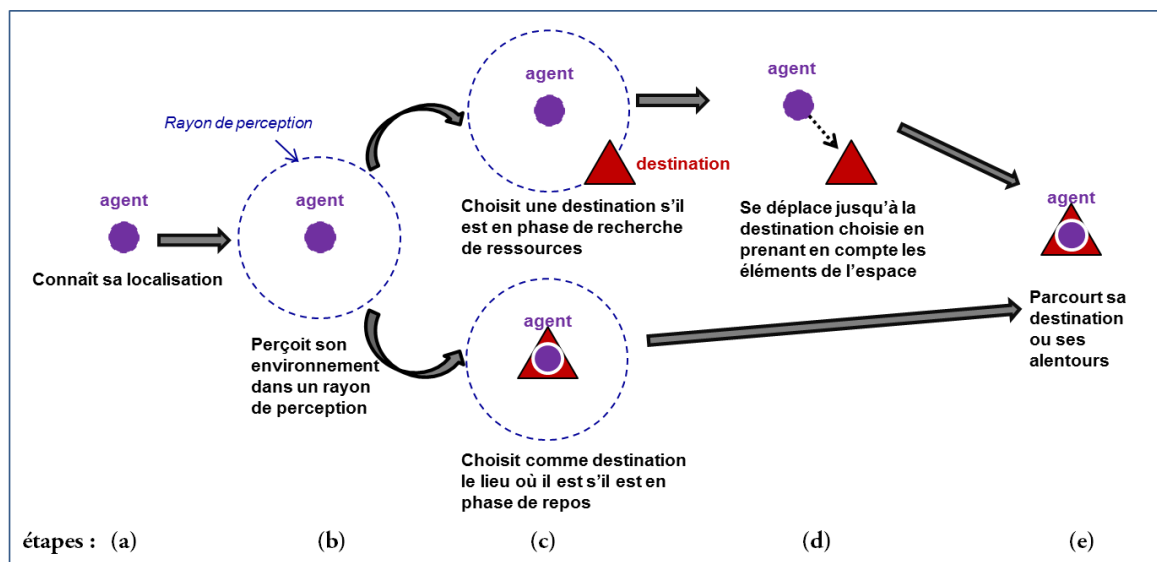 agent
Connaît sa localisation
Rayon de perception
agent
Perçoit son
environnement
dans un rayon
de perception
agent
destination
Choisit une destination s’il
est en phase de recherche
de ressources
agent
Choisit comme destination
le lieu où il est s’il est en
phase de repos
agent
Se déplace jusqu’à la
destination choisie en
prenant en compte les
éléments de l’espace
agent
Parcourt sa
destination
ou ses
alentours
étapes : (a) (b) (c) (d) (e)